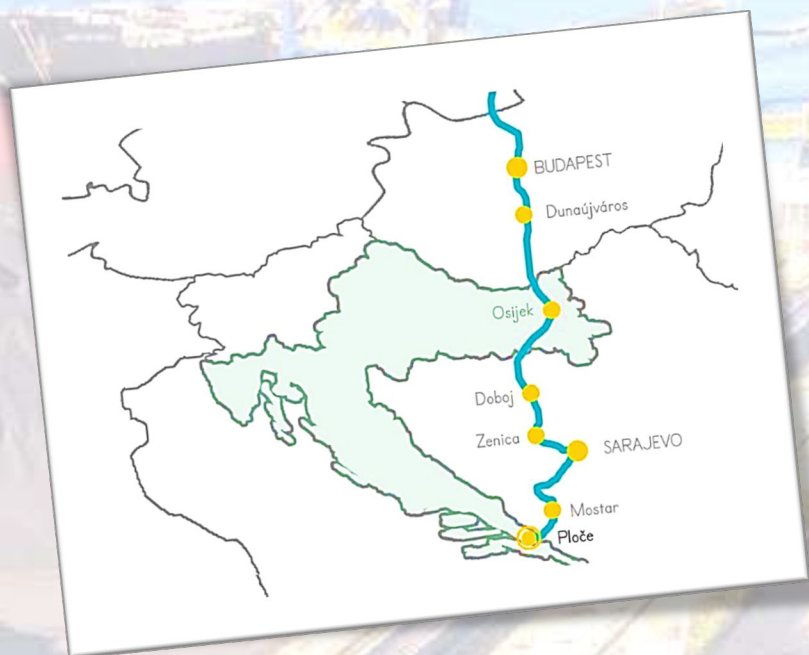 BUDAPEST
Dunaújváros
Osijek
Doboj
Zenica
SARAJEVO
Mostar
Ploče